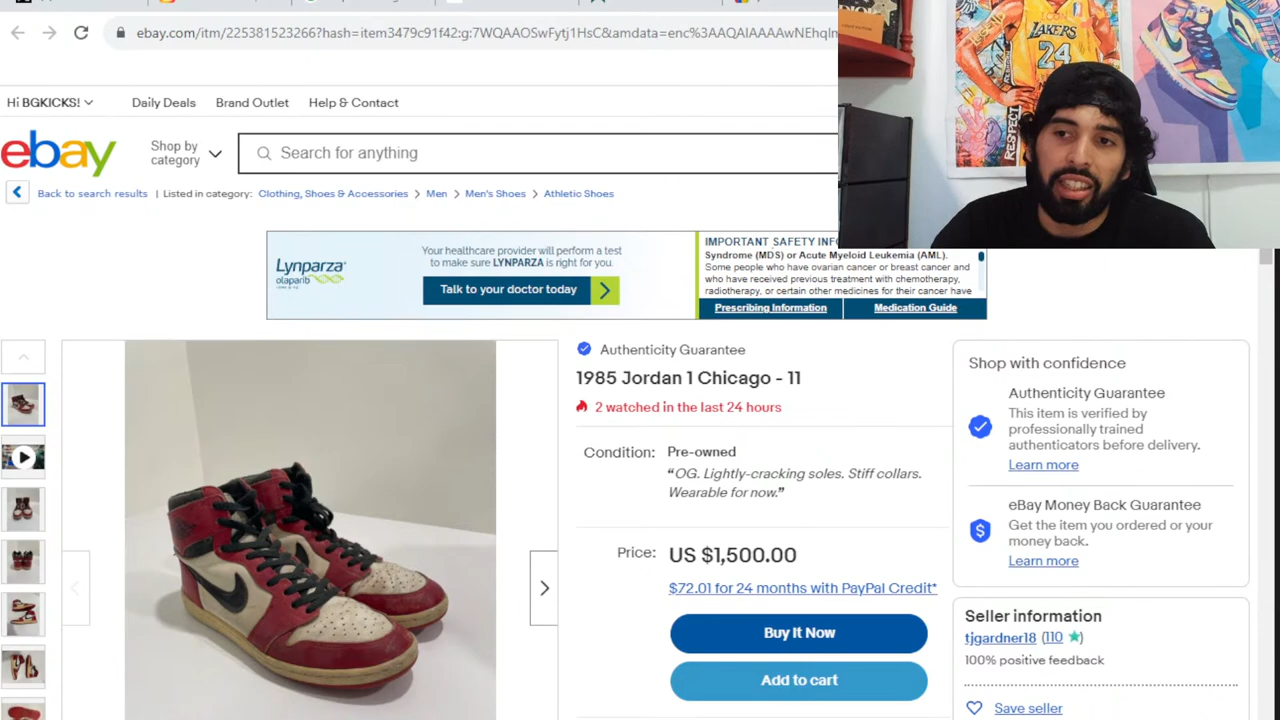 ebay.com/itm/225381523266?hash=item3479c91f42:g:7WQAAOSwFytj1HsC&amdata=enc%3AAQAIAAAAwNEhqIn
Hi BGKICKS!
Daily Deals
Brand Outlet
Help & Contact
ebay
Shop by
category
Search for anything
Back to search results | Listed in category: Clothing, Shoes & Accessories > Men > Men's Shoes > Athletic Shoes
LAKERS
24
RESPECT
Lynparza
olaparib
Your healthcare provider will perform a test
to make sure LYNPARZA is right for you.
Talk to your doctor today
IMPORTANT SAFETY INFO
Syndrome (MDS) or Acute Myeloid Leukemia (AML).
Some people who have ovarian cancer or breast cancer and
who have received previous treatment with chemotherapy,
radiotherapy, or certain other medicines for their cancer have
Prescribing Information
Medication Guide
Authenticity Guarantee
1985 Jordan 1 Chicago - 11
2 watched in the last 24 hours
Condition:
Pre-owned
“OG. Lightly-cracking soles. Stiff collars.
Wearable for now.”
Price:
US $1,500.00
$72.01 for 24 months with PayPal Credit*
Buy It Now
Add to cart
Shop with confidence
Authenticity Guarantee
This item is verified by
professionally trained
authenticators before delivery.
Learn more
eBay Money Back Guarantee
Get the item you ordered or your
money back.
Learn more
Seller information
tjgardner18 (110 ★)
100% positive feedback
Save seller